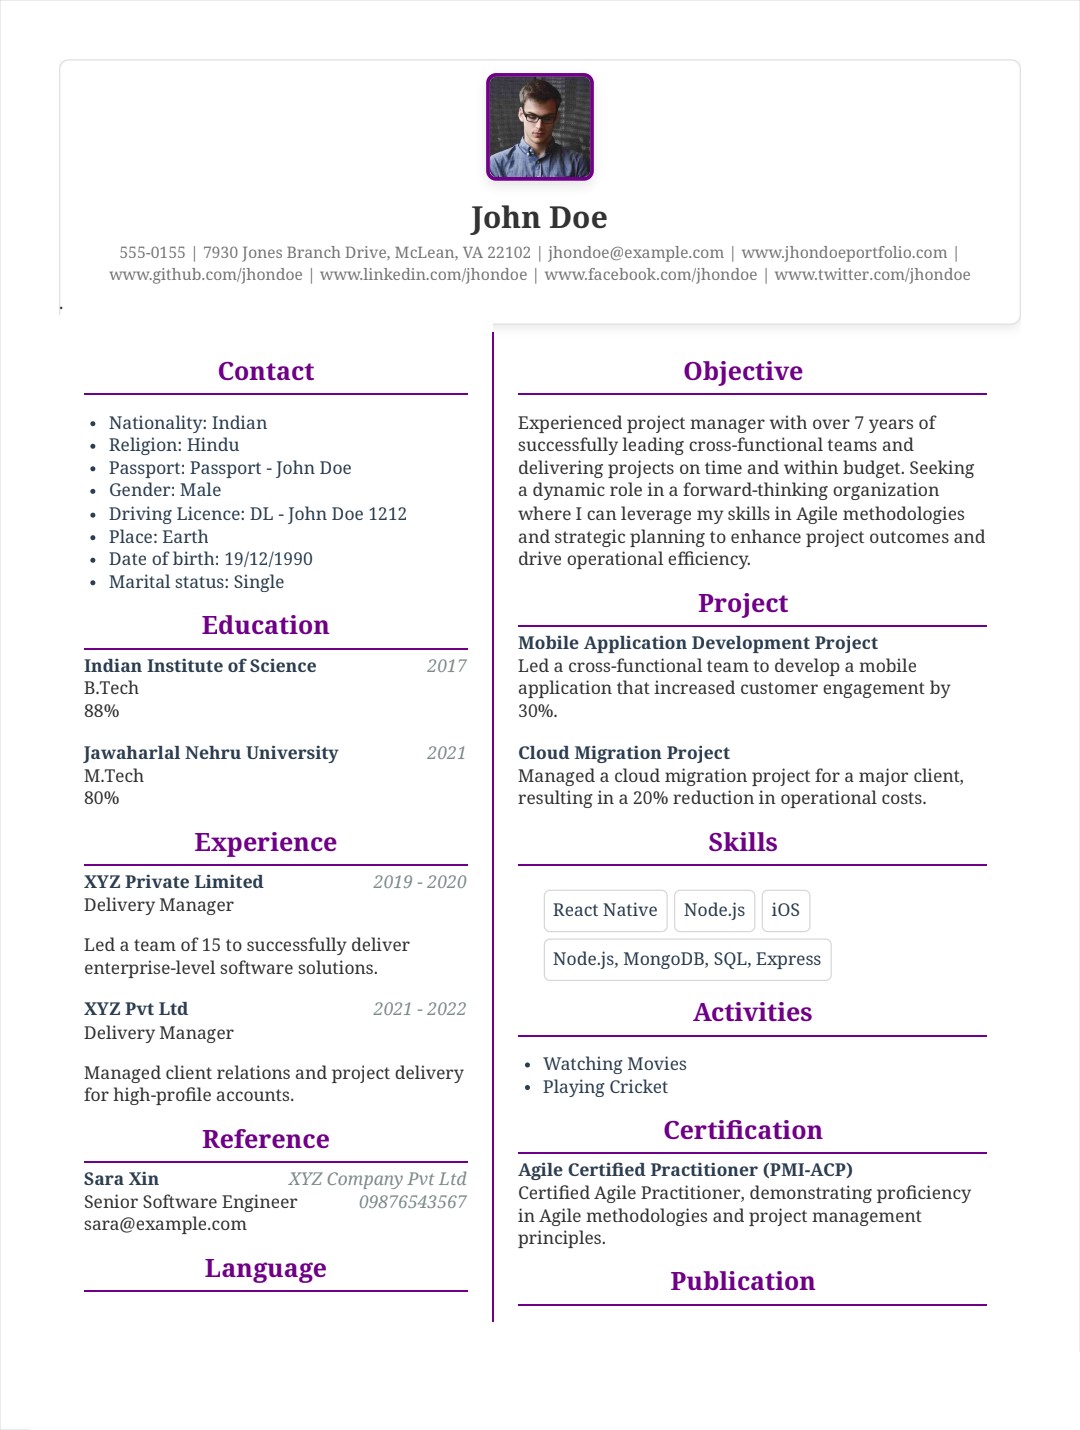 John Doe
555-0155 | 7930 Jones Branch Drive, McLean, VA 22102 | jhondoe@example.com | www.jhondoeportfolio.com |
www.github.com/jhondoe | www.linkedin.com/jhondoe | www.facebook.com/jhondoe | www.twitter.com/jhondoe
.
Contact
• Nationality: Indian
• Religion: Hindu
• Passport: Passport - John Doe
• Gender: Male
• Driving Licence: DL - John Doe 1212
• Place: Earth
• Date of birth: 19/12/1990
• Marital status: Single
Education
Indian Institute of Science 2017
B.Tech
88%
Jawaharlal Nehru University 2021
M.Tech
80%
Experience
XYZ Private Limited 2019 - 2020
Delivery Manager
Led a team of 15 to successfully deliver
enterprise-level software solutions.
XYZ Pvt Ltd 2021 - 2022
Delivery Manager
Managed client relations and project delivery
for high-profile accounts.
Reference
Sara Xin XYZ Company Pvt Ltd
Senior Software Engineer 09876543567
sara@example.com
Language
Objective
Experienced project manager with over 7 years of
successfully leading cross-functional teams and
delivering projects on time and within budget. Seeking
a dynamic role in a forward-thinking organization
where I can leverage my skills in Agile methodologies
and strategic planning to enhance project outcomes and
drive operational efficiency.
Project
Mobile Application Development Project
Led a cross-functional team to develop a mobile
application that increased customer engagement by
30%.
Cloud Migration Project
Managed a cloud migration project for a major client,
resulting in a 20% reduction in operational costs.
Skills
React Native Node.js iOS
Node.js, MongoDB, SQL, Express
Activities
• Watching Movies
• Playing Cricket
Certification
Agile Certified Practitioner (PMI-ACP)
Certified Agile Practitioner, demonstrating proficiency
in Agile methodologies and project management
principles.
Publication